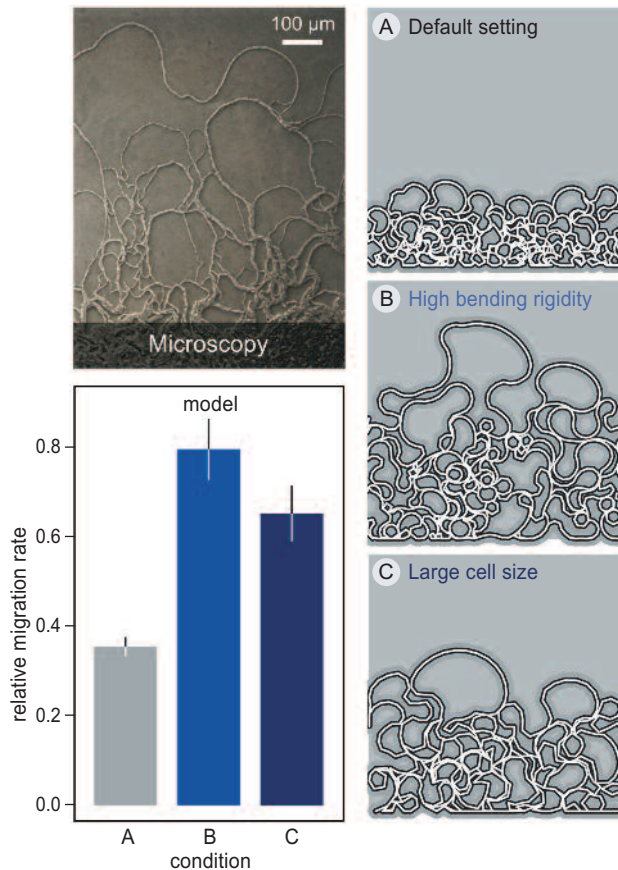 100 µm
Microscopy
A Default setting
B High bending rigidity
C Large cell size
model
relative migration rate
0.8
0.6
0.4
0.2
0.0
A B C
condition